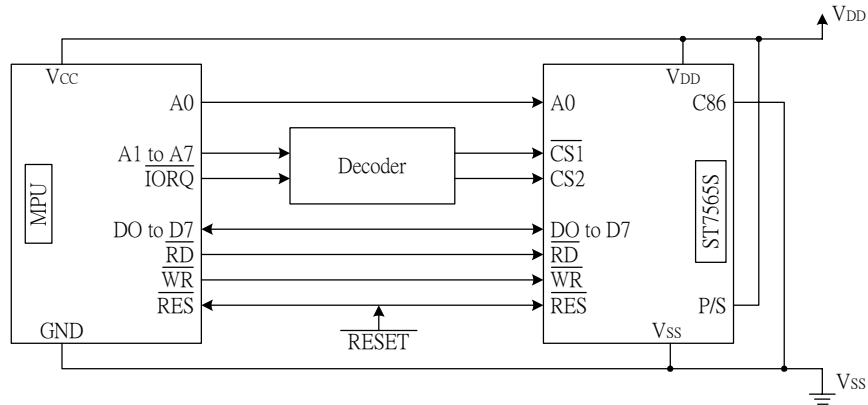 VDD
VCC
VDD
A0
A0
C86
A1 to A7
Decoder
CS1
IORQ
CS2
MPU
ST7565S
DO to D7
DO to D7
RD
RD
WR
WR
RES
RES
P/S
RESET
GND
VSS
VSS